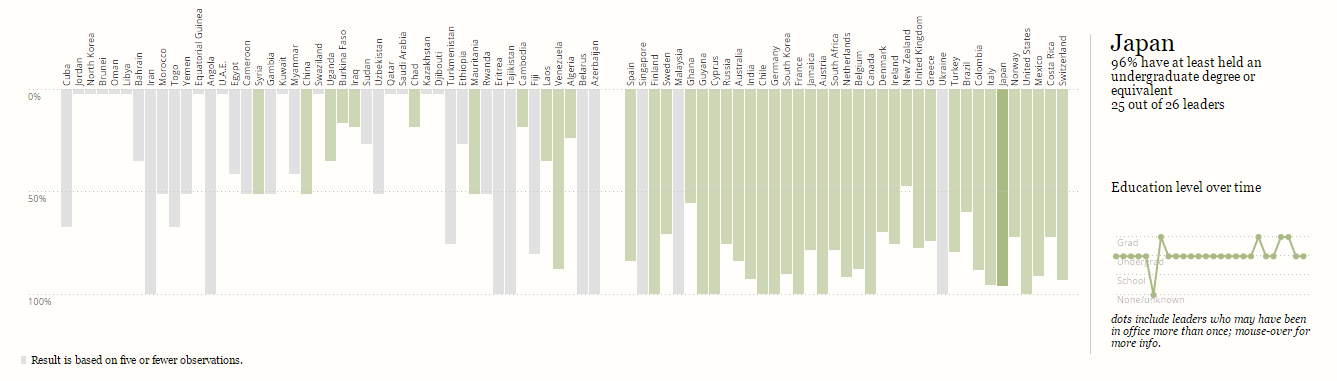 Cuba
Jordan
North Korea
Brunei
Oman
Libya
Bahrain
Iran
Morocco
Togo
Yemen
Equatorial Guinea
Angola
U.A.E.
Egypt
Cameroon
Syria
Gambia
Kuwait
Myanmar
China
Swaziland
Uganda
Burkina Faso
Iraq
Sudan
Uzbekistan
Qatar
Saudi Arabia
Chad
Kazakhstan
Djibouti
Turkmenistan
Ethiopia
Mauritania
Rwanda
Eritrea
Tajikistan
Cambodia
Fiji
Laos
Venezuela
Algeria
Belarus
Azerbaijan
Spain
Singapore
Finland
Sweden
Malaysia
Ghana
Guyana
Cyprus
Russia
Australia
India
Chile
Germany
South Korea
France
Jamaica
Austria
South Africa
Netherlands
Belgium
Canada
Denmark
Ireland
New Zealand
United Kingdom
Greece
Ukraine
Turkey
Brazil
Colombia
Italy
Japan
Norway
United States
Mexico
Costa Rica
Switzerland
0%
50%
100%
Result is based on five or fewer observations.
Japan
96% have at least held an
undergraduate degree or
equivalent
25 out of 26 leaders
Education level over time
Grad
Undergrad
School
None/unknown
dots include leaders who may have been
in office more than once; mouse-over for
more info.